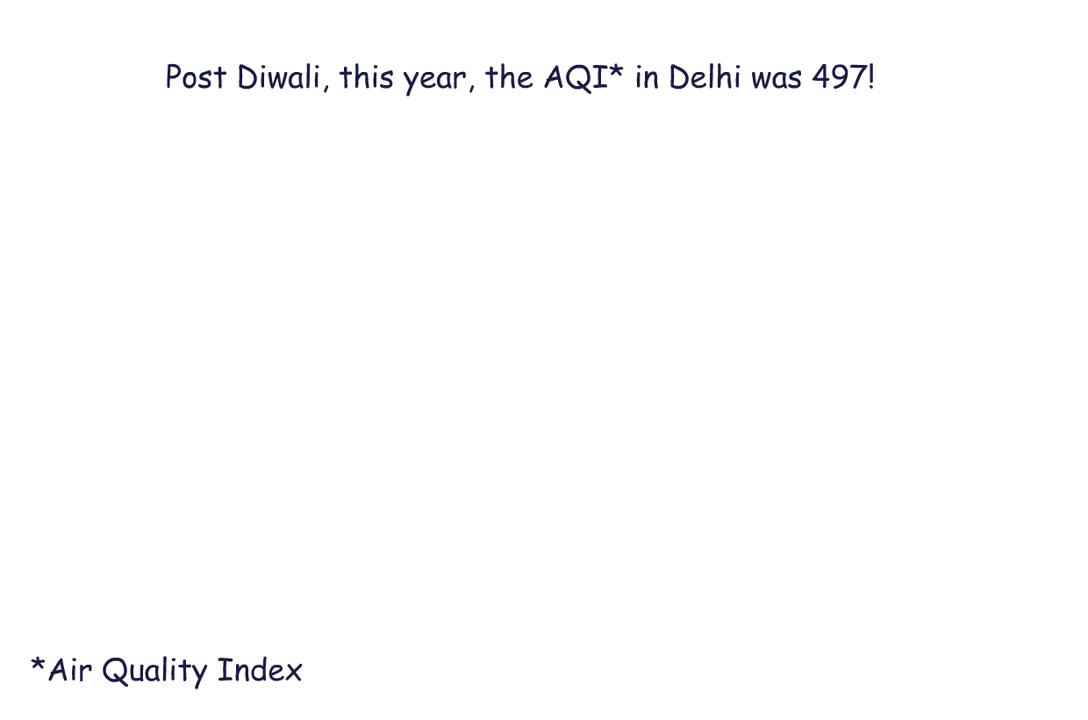 Post Diwali, this year, the AQI* in Delhi was 497!
*Air Quality Index